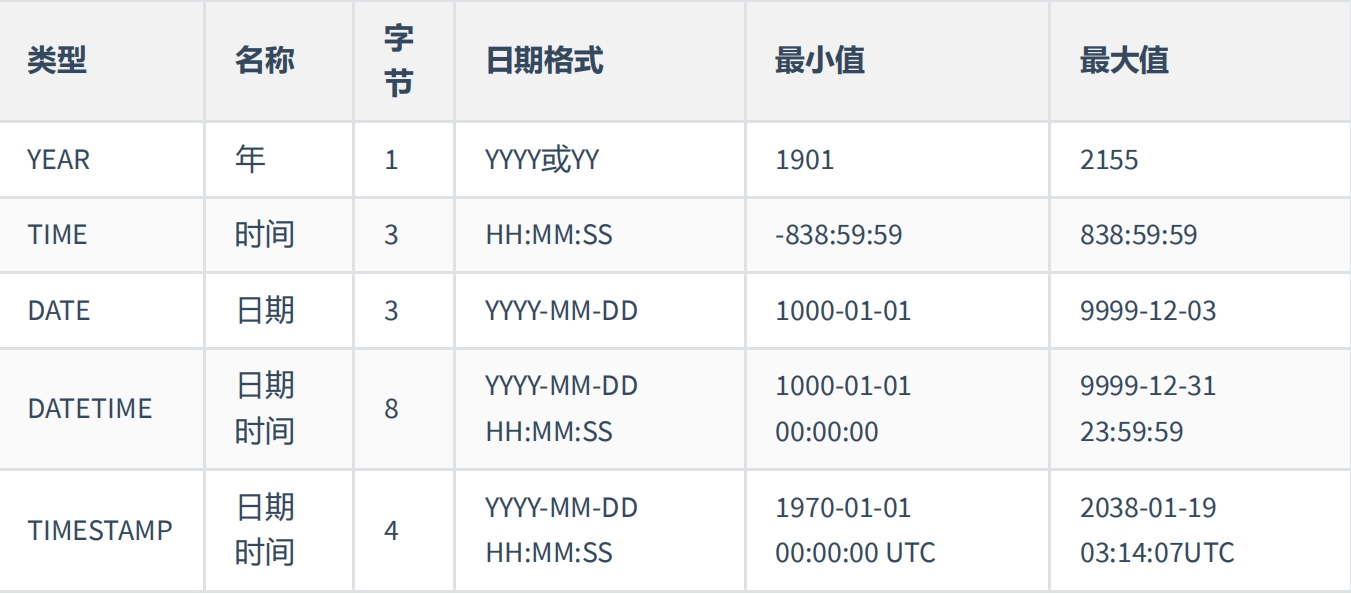 类型 名称 字节 日期格式 最小值 最大值
YEAR 年 1 YYYY或YY 1901 2155
TIME 时间 3 HH:MM:SS -838:59:59 838:59:59
DATE 日期 3 YYYY-MM-DD 1000-01-01 9999-12-03
DATETIME 日期时间 8 YYYY-MM-DD HH:MM:SS 1000-01-01 00:00:00 9999-12-31 23:59:59
TIMESTAMP 日期时间 4 YYYY-MM-DD HH:MM:SS 1970-01-01 00:00:00 UTC 2038-01-19 03:14:07UTC